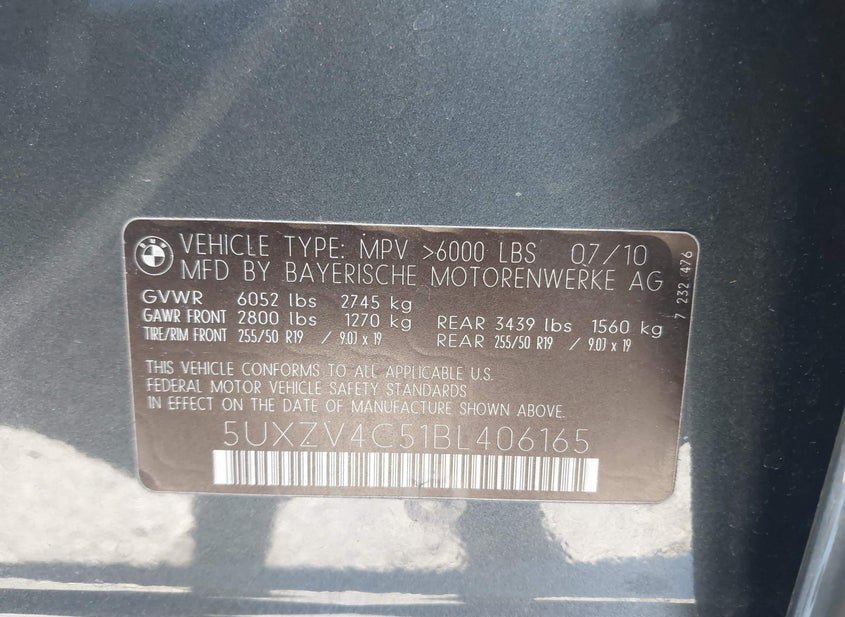 BMW
VEHICLE TYPE: MPV >6000 LBS 07/10
MFD BY BAYERISCHE MOTORENWERKE AG
GVWR 6052 lbs 2745 kg
GAWR FRONT 2800 lbs 1270 kg REAR 3439 lbs 1560 kg
TIRE/RIM FRONT 255/50 R19 / 9.0J x 19 REAR 255/50 R19 / 9.0J x 19
THIS VEHICLE CONFORMS TO ALL APPLICABLE U.S.
FEDERAL MOTOR VEHICLE SAFETY STANDARDS
IN EFFECT ON THE DATE OF MANUFACTURE SHOWN ABOVE.
5UXZV4C51BL406165
7 232 476